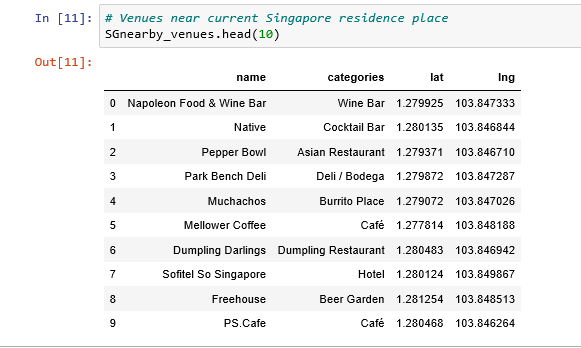 In [11]: # Venues near current Singapore residence place
SGnearby_venues.head(10)
Out[11]:
name categories lat lng
0 Napoleon Food & Wine Bar Wine Bar 1.279925 103.847333
1 Native Cocktail Bar 1.280135 103.846844
2 Pepper Bowl Asian Restaurant 1.279371 103.846710
3 Park Bench Deli Deli / Bodega 1.279872 103.847287
4 Muchachos Burrito Place 1.279072 103.847026
5 Mellower Coffee Café 1.277814 103.848188
6 Dumpling Darlings Dumpling Restaurant 1.280483 103.846942
7 Sofitel So Singapore Hotel 1.280124 103.849867
8 Freehouse Beer Garden 1.281254 103.848513
9 PS.Cafe Café 1.280468 103.846264